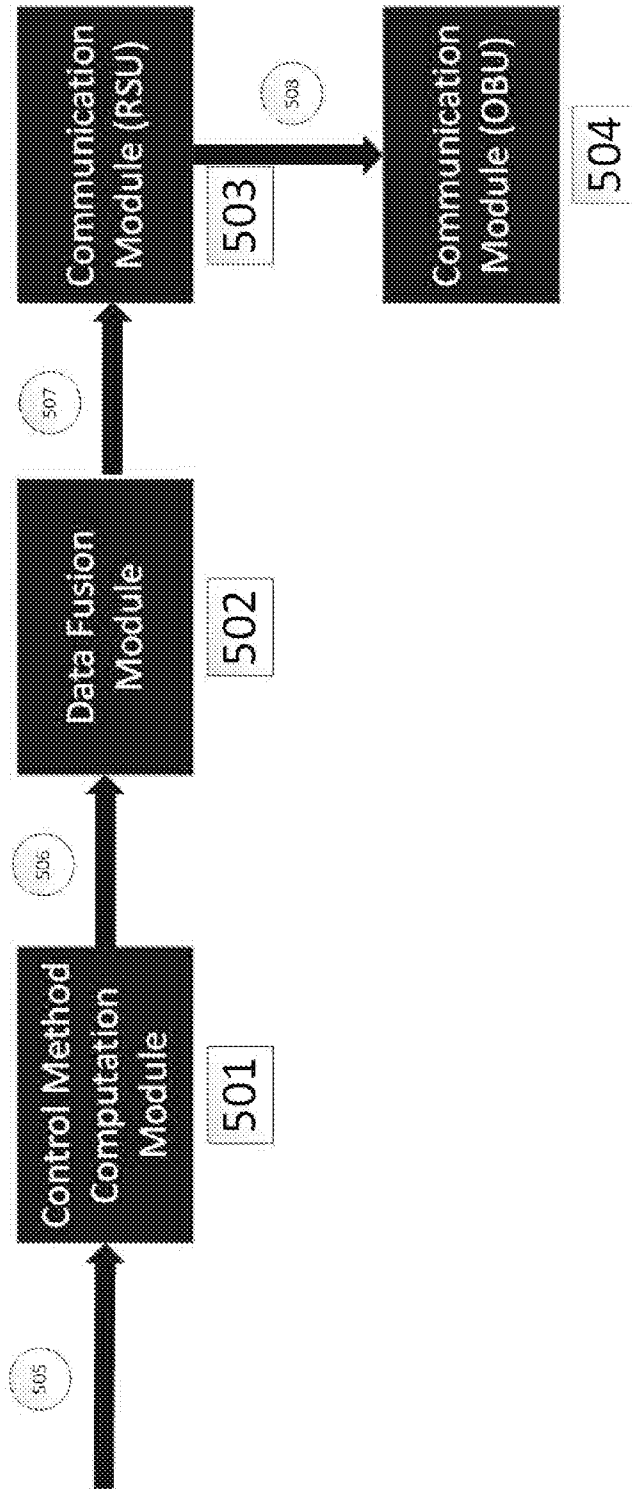 505
Control Method
Computation
Module
501
506
Data Fusion
Module
502
507
Communication
Module (RSU)
503
508
Communication
Module (OBU)
504